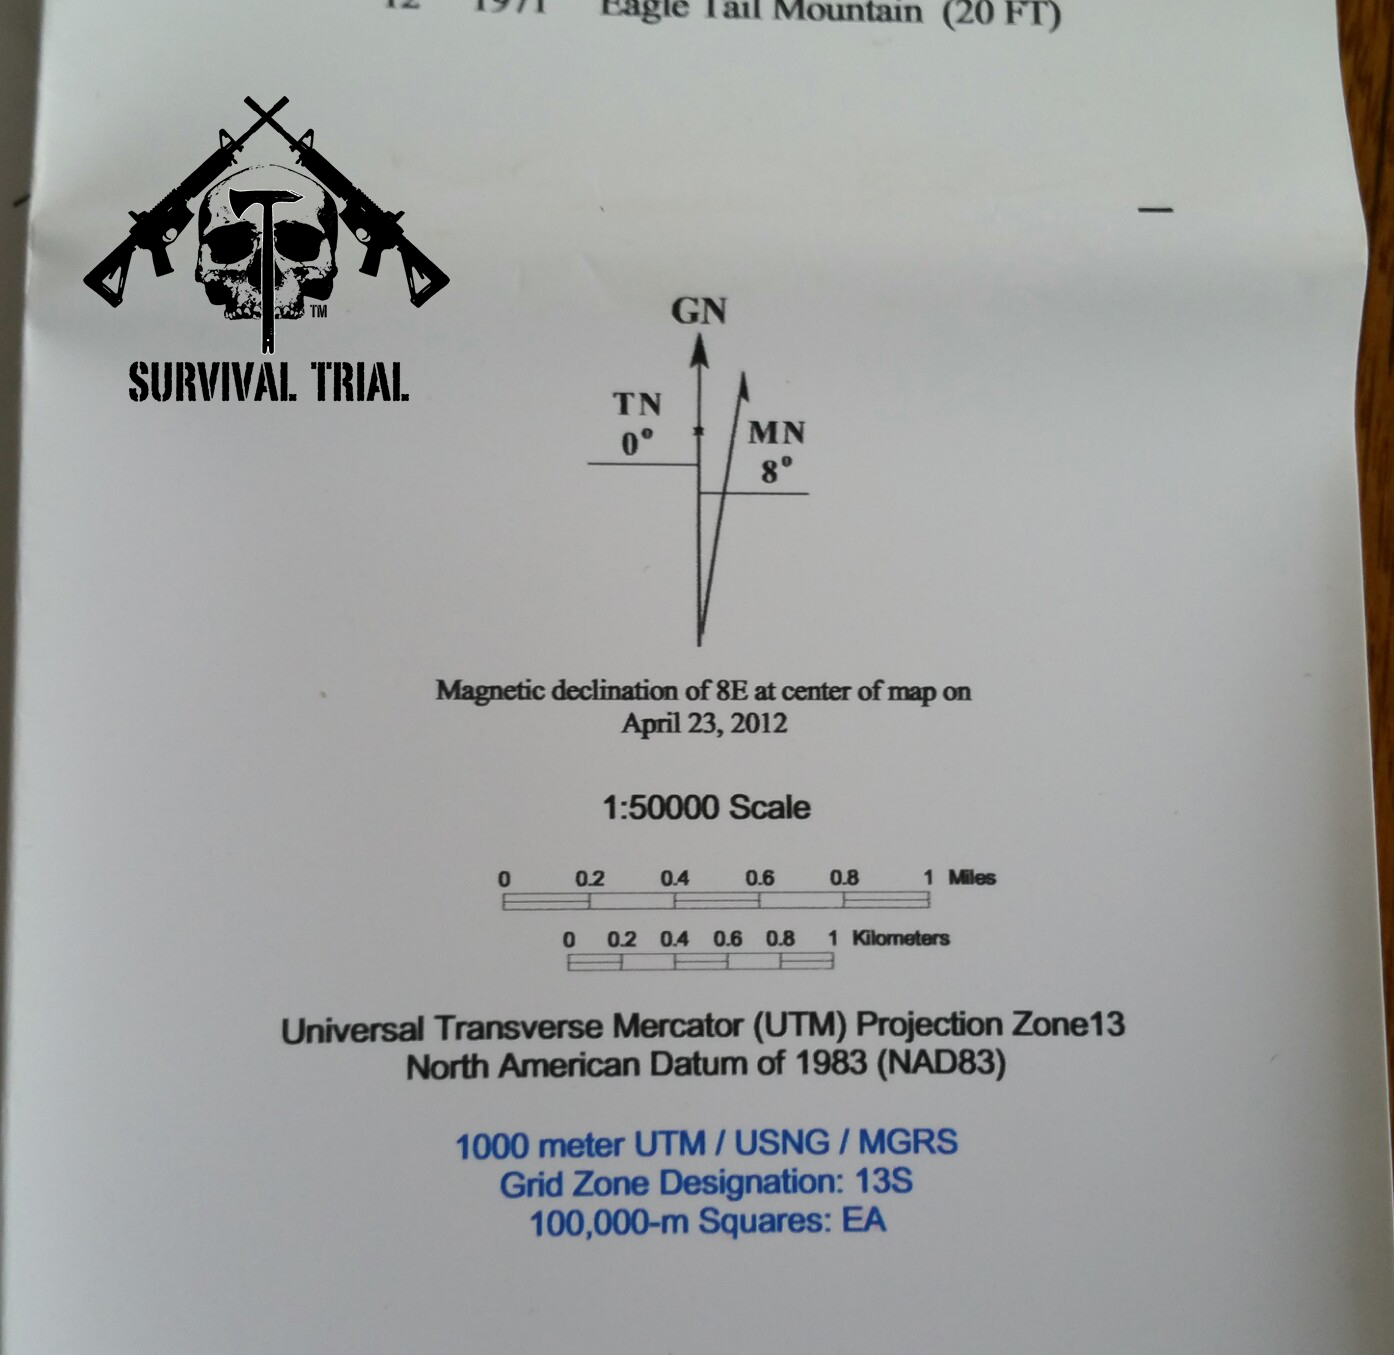 12 1971 Eagle Tail Mountain (20 FT)
TM
SURVIVAL TRIAL
GN
TN
0°
MN
8°
Magnetic declination of 8E at center of map on
April 23, 2012
1:50000 Scale
0 0.2 0.4 0.6 0.8 1 Miles
0 0.2 0.4 0.6 0.8 1 Kilometers
Universal Transverse Mercator (UTM) Projection Zone13
North American Datum of 1983 (NAD83)
1000 meter UTM / USNG / MGRS
Grid Zone Designation: 13S
100,000-m Squares: EA